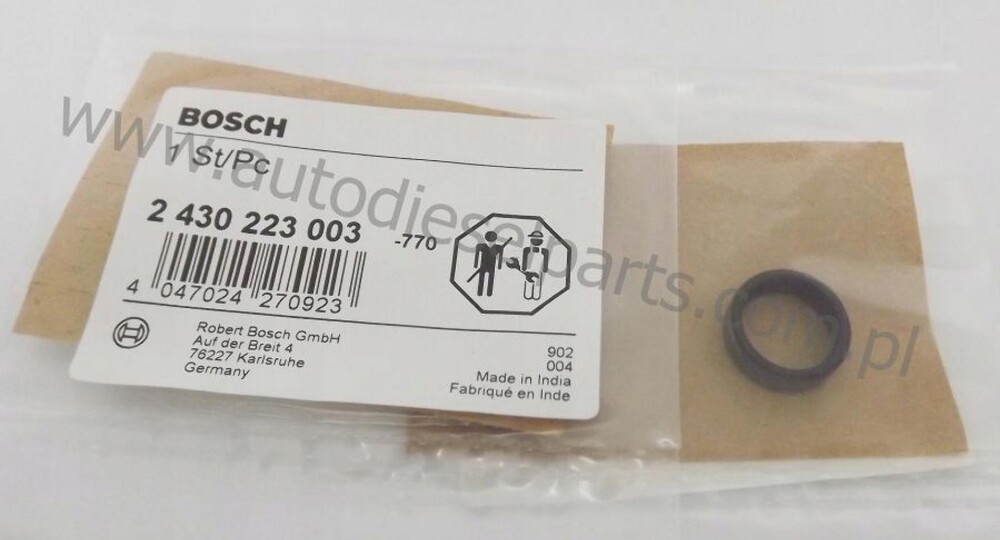 BOSCH
1 St/Pc
2 430 223 003 -770
4 047024 270923
Robert Bosch GmbH
Auf der Breit 4
76227 Karlsruhe
Germany
902
004
Made in India
Fabriqué en Inde
www.autodieselparts.com.pl